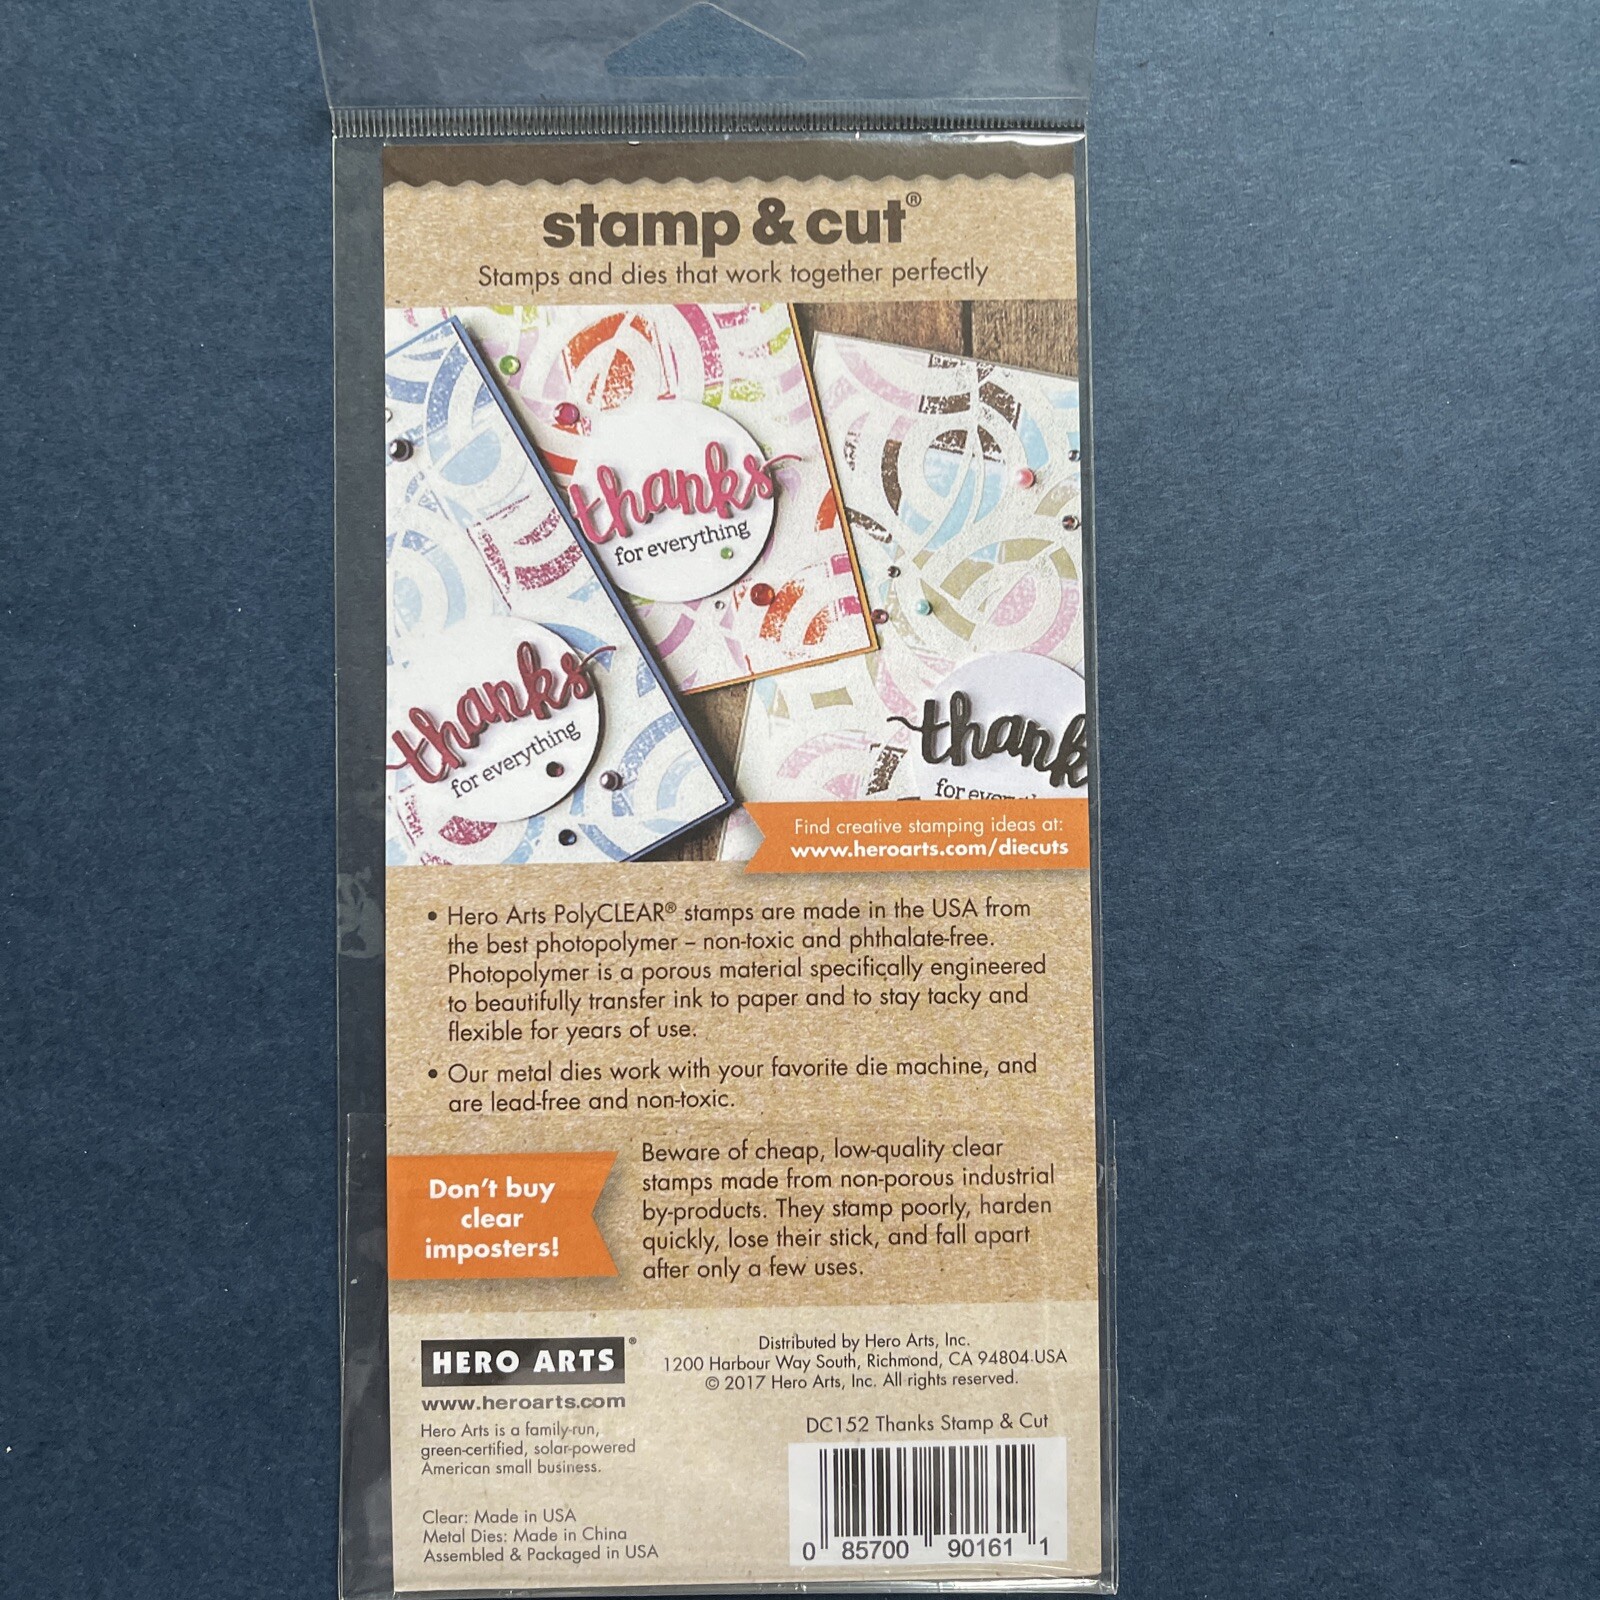 stamp & cut®
Stamps and dies that work together perfectly
thanks
for everything
thanks
for everything
thank
for
Find creative stamping ideas at:
www.heroarts.com/diecuts
• Hero Arts PolyCLEAR® stamps are made in the USA from
the best photopolymer – non-toxic and phthalate-free.
Photopolymer is a porous material specifically engineered
to beautifully transfer ink to paper and to stay tacky and
flexible for years of use.
• Our metal dies work with your favorite die machine, and
are lead-free and non-toxic.
Don't buy
clear
imposters!
Beware of cheap, low-quality clear
stamps made from non-porous industrial
by-products. They stamp poorly, harden
quickly, lose their stick, and fall apart
after only a few uses.
HERO ARTS®
www.heroarts.com
Hero Arts is a family-run,
green-certified, solar-powered
American small business.
Clear: Made in USA
Metal Dies: Made in China
Assembled & Packaged in USA
Distributed by Hero Arts, Inc.
1200 Harbour Way South, Richmond, CA 94804 USA
© 2017 Hero Arts, Inc. All rights reserved.
DC152 Thanks Stamp & Cut
0 85700 90161 1